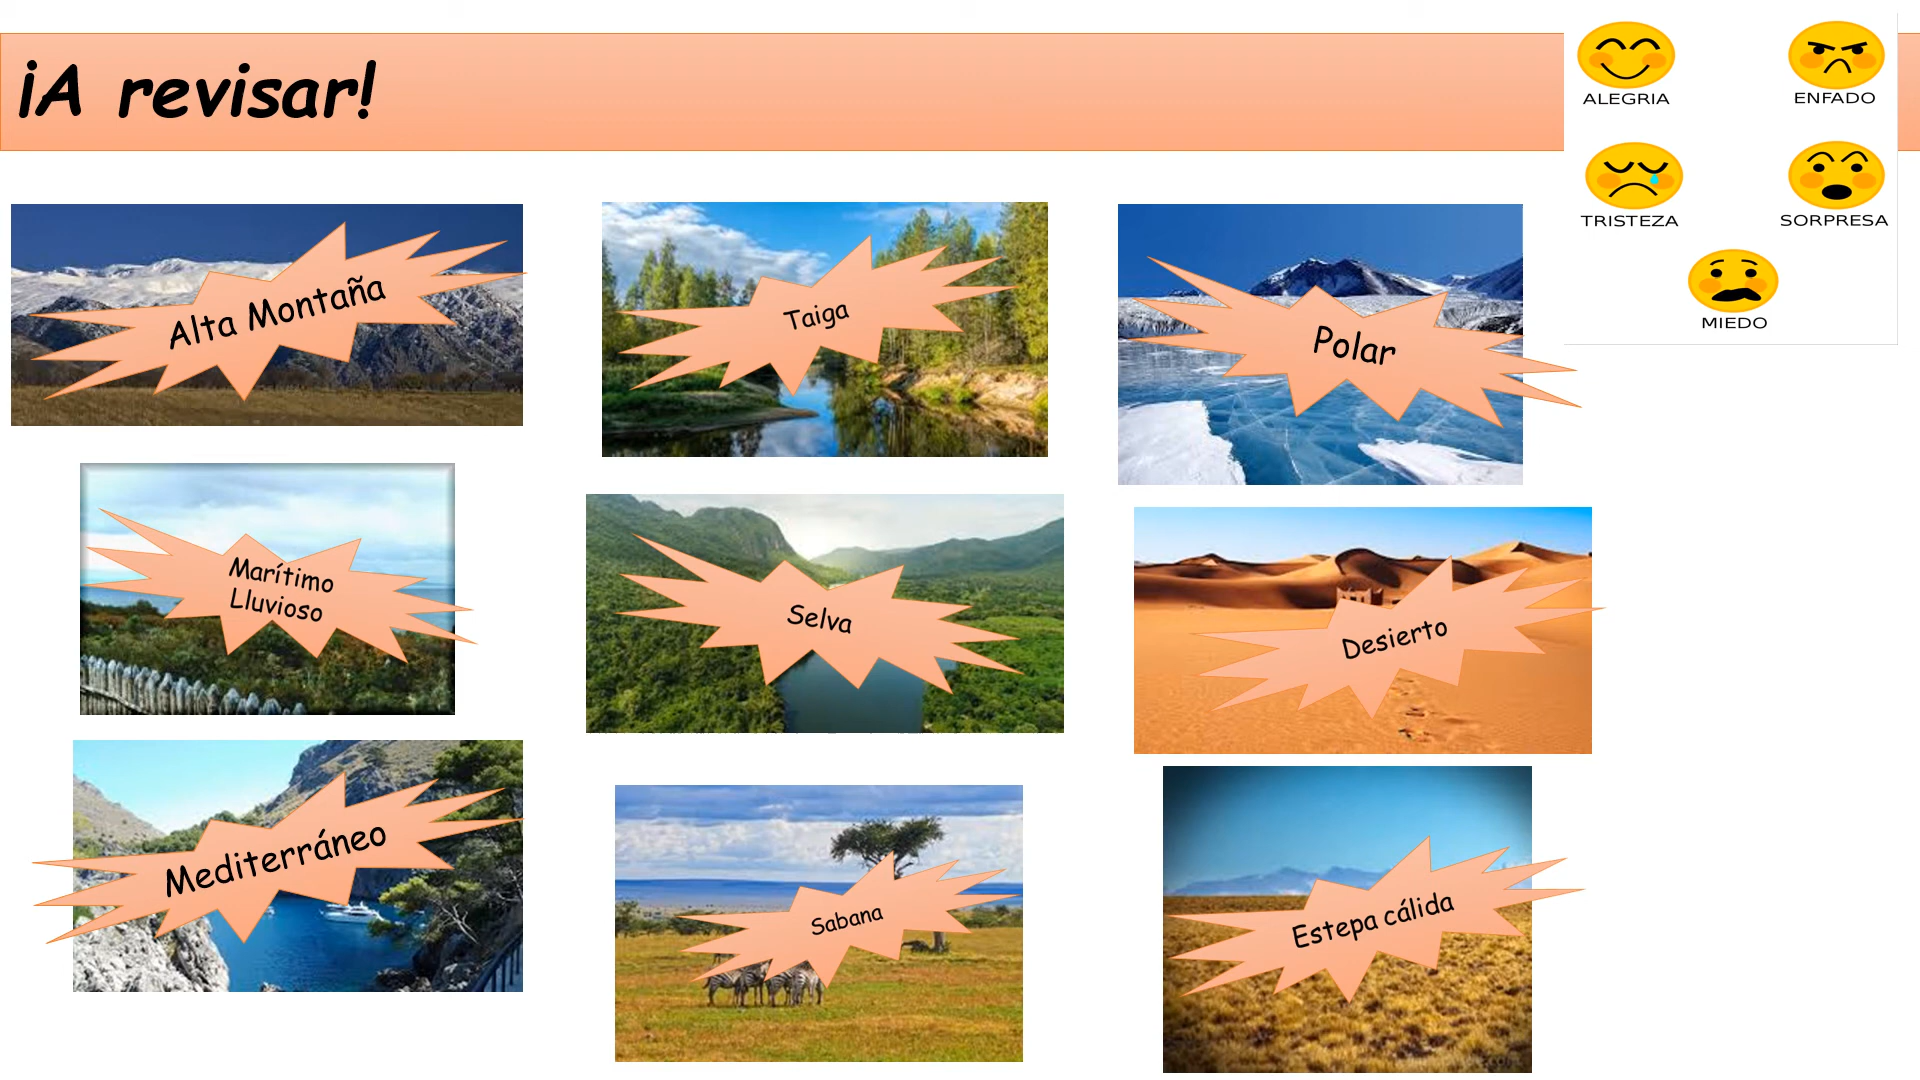 ¡A revisar!
ALEGRIA
ENFADO
TRISTEZA
SORPRESA
MIEDO
Alta Montaña
Taiga
Polar
Marítimo
Lluvioso
Selva
Desierto
Mediterráneo
Sabana
Estepa cálida